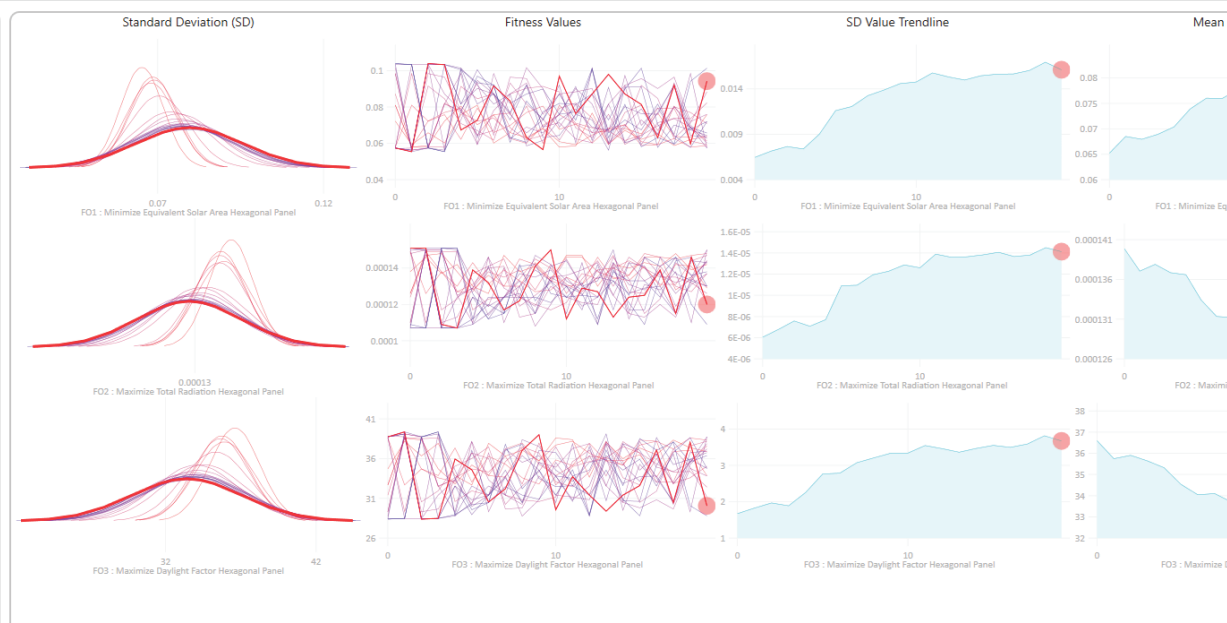 Standard Deviation (SD)
Fitness Values
SD Value Trendline
Mean
0.07
0.12
FO1 : Minimize Equivalent Solar Area Hexagonal Panel
0.1
0.08
0.06
0.04
0
10
FO1 : Minimize Equivalent Solar Area Hexagonal Panel
0.014
0.009
0.004
0
10
FO1 : Minimize Equivalent Solar Area Hexagonal Panel
0.08
0.075
0.07
0.065
0.06
0
FO1 : Minimize Eq
0.00013
FO2 : Maximize Total Radiation Hexagonal Panel
0.00014
0.00012
0.0001
0
10
FO2 : Maximize Total Radiation Hexagonal Panel
1.6E-05
1.4E-05
1.2E-05
1E-05
8E-06
6E-06
4E-06
0
10
FO2 : Maximize Total Radiation Hexagonal Panel
0.000141
0.000136
0.000131
0.000126
0
FO2 : Maximi
32
42
FO3 : Maximize Daylight Factor Hexagonal Panel
41
36
31
26
0
10
FO3 : Maximize Daylight Factor Hexagonal Panel
4
3
2
1
0
10
FO3 : Maximize Daylight Factor Hexagonal Panel
38
37
36
35
34
33
32
0
FO3 : Maximize D